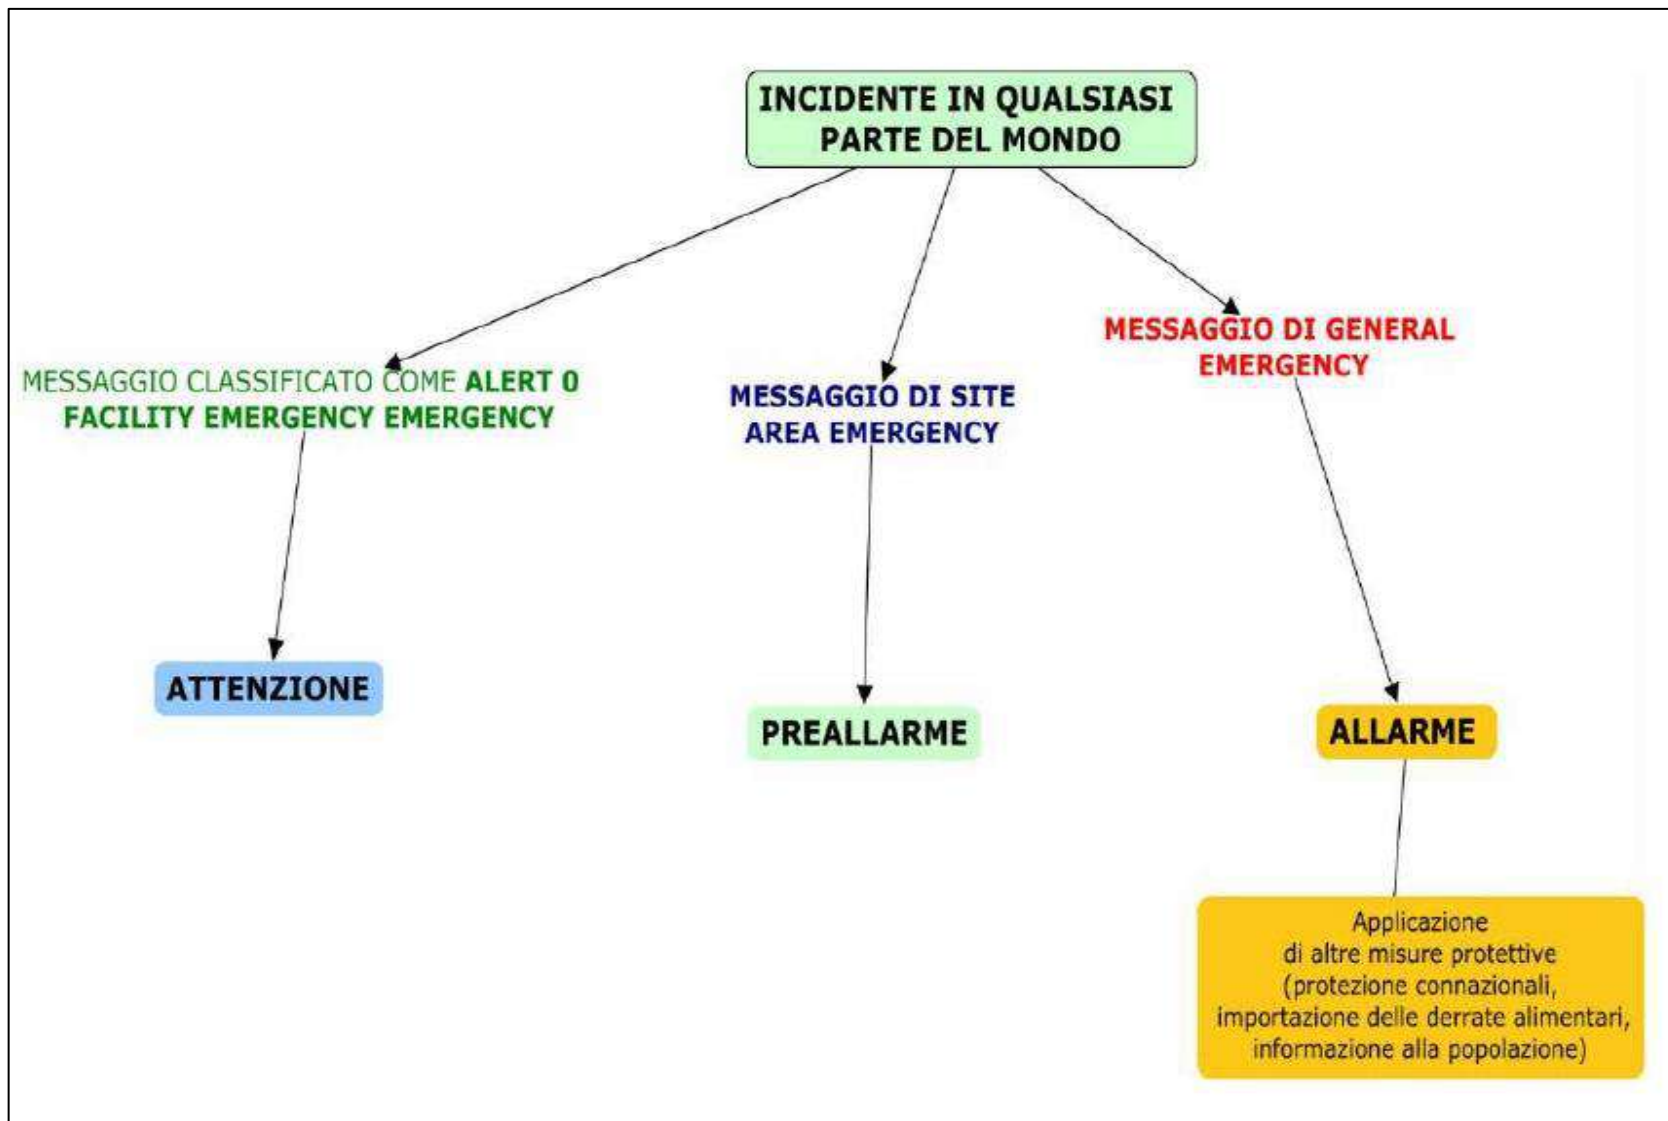 INCIDENTE IN QUALSIASI
PARTE DEL MONDO
MESSAGGIO CLASSIFICATO COME ALERT 0
FACILITY EMERGENCY EMERGENCY
MESSAGGIO DI SITE
AREA EMERGENCY
MESSAGGIO DI GENERAL
EMERGENCY
ATTENZIONE
PREALLARME
ALLARME
Applicazione
di altre misure protettive
(protezione connazionali,
importazione delle derrate alimentari,
informazione alla popolazione)